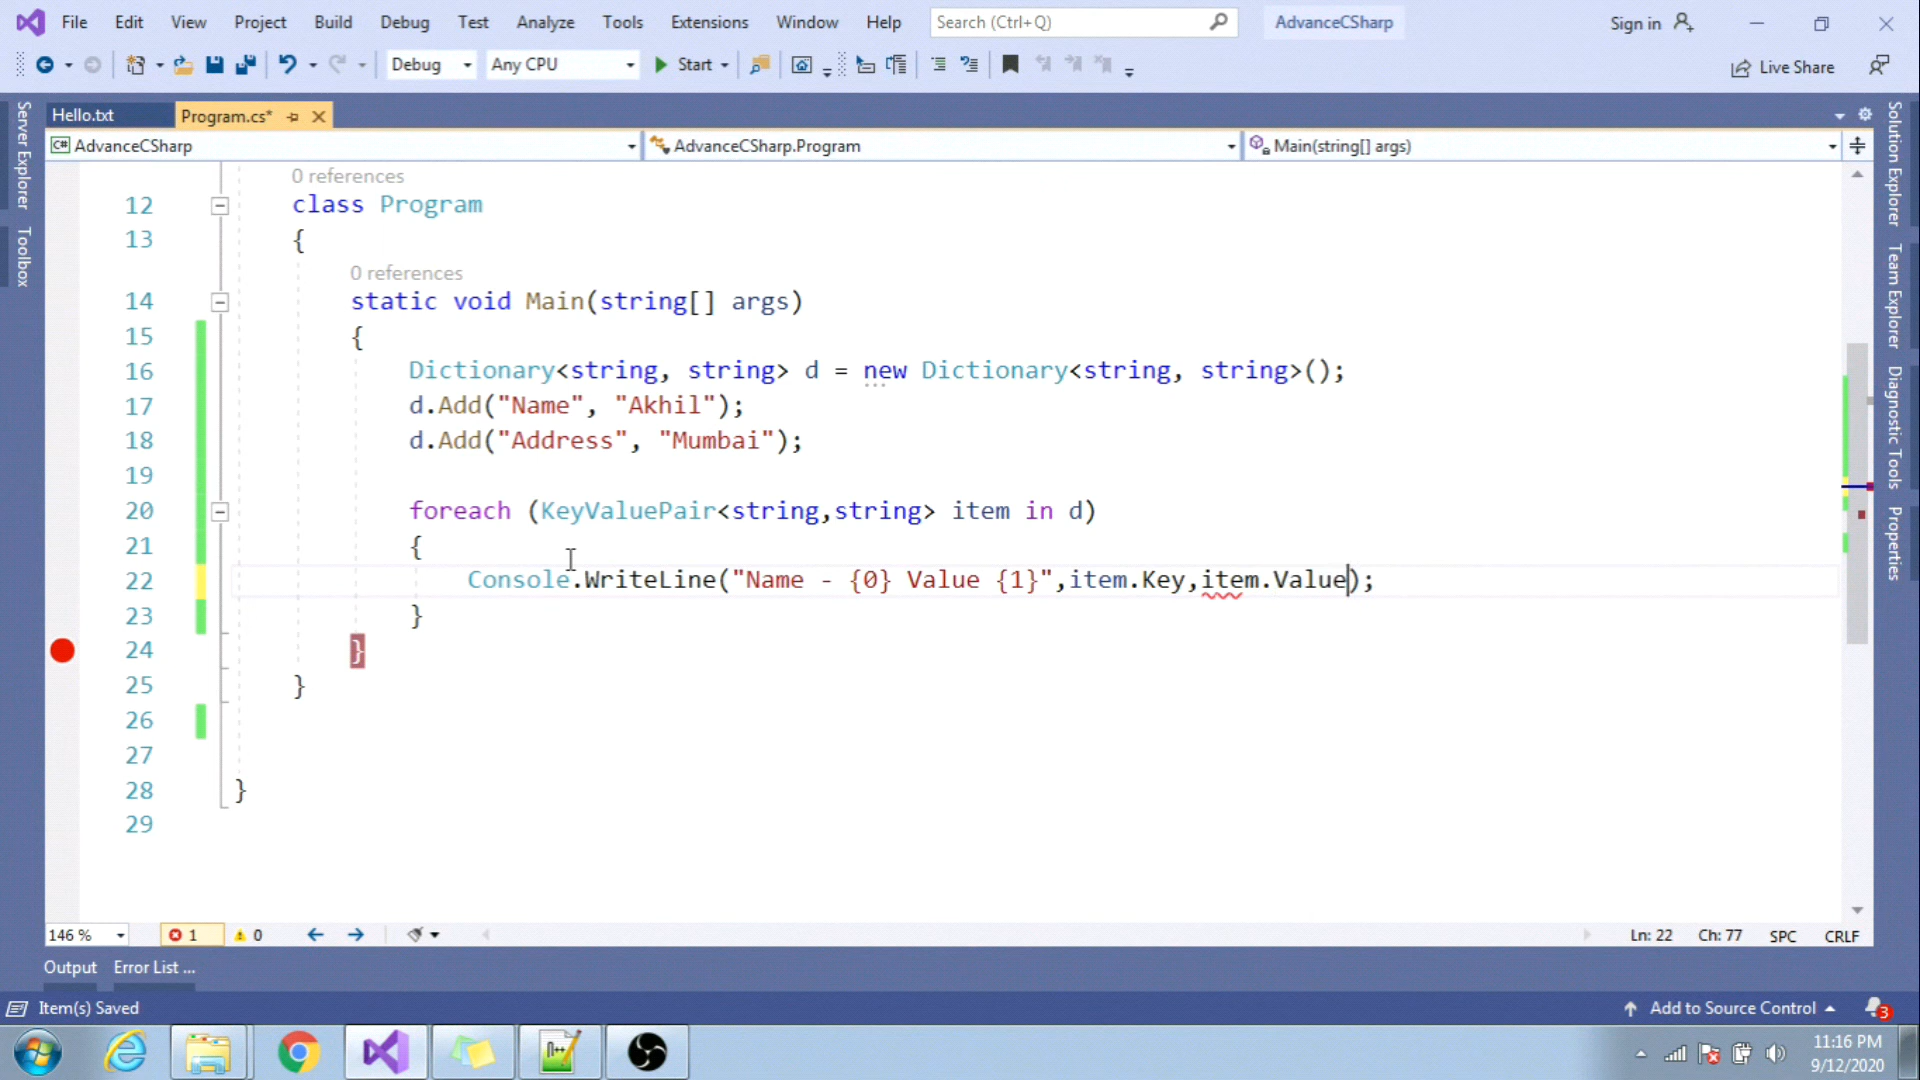 File Edit View Project Build Debug Test Analyze Tools Extensions Window Help Search (Ctrl+Q) AdvanceCSharp Sign in
Debug Any CPU Start Live Share
Hello.txt Program.cs*
AdvanceCSharp AdvanceCSharp.Program Main(string[] args)
Server Explorer
Toolbox
Solution Explorer
Team Explorer
Diagnostic Tools
Properties
0 references
12 class Program
13 {
0 references
14 static void Main(string[] args)
15 {
16 Dictionary<string, string> d = new Dictionary<string, string>();
17 d.Add("Name", "Akhil");
18 d.Add("Address", "Mumbai");
19
20 foreach (KeyValuePair<string,string> item in d)
21 {
22 Console.WriteLine("Name - {0} Value {1}",item.Key,item.Value);
23 }
24 }
25 }
26
27
28 }
29
146 % 1 0 Ln: 22 Ch: 77 SPC CRLF
Output Error List ...
Item(s) Saved Add to Source Control 3
11:16 PM
9/12/2020